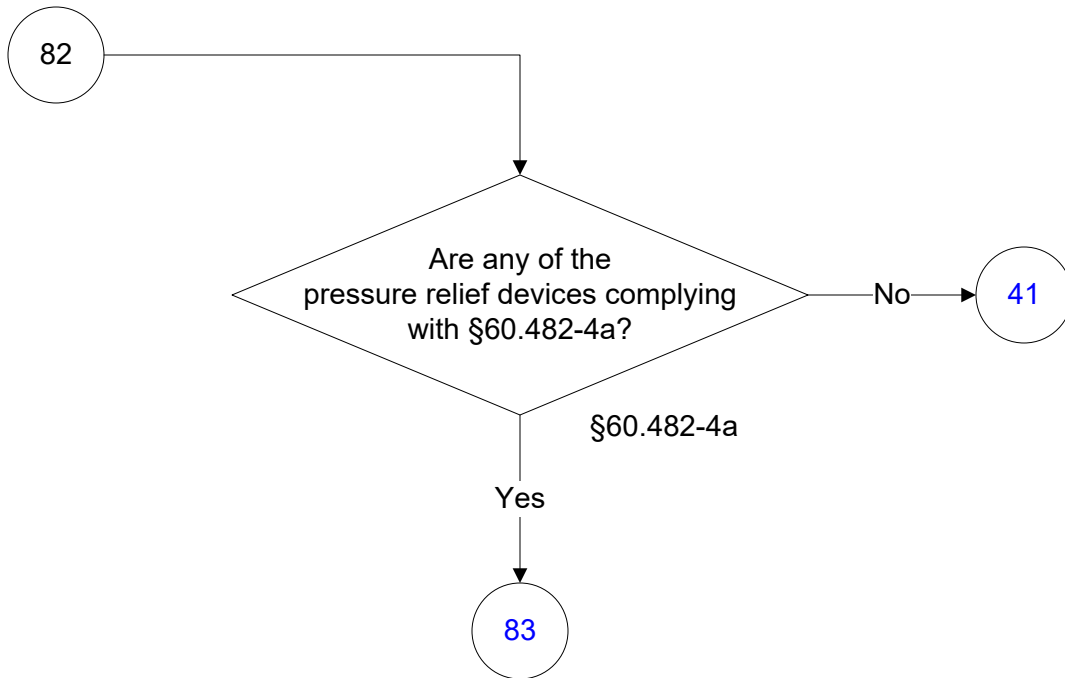 82
Are any of the
pressure relief devices complying
with §60.482-4a?
No
41
§60.482-4a
Yes
83